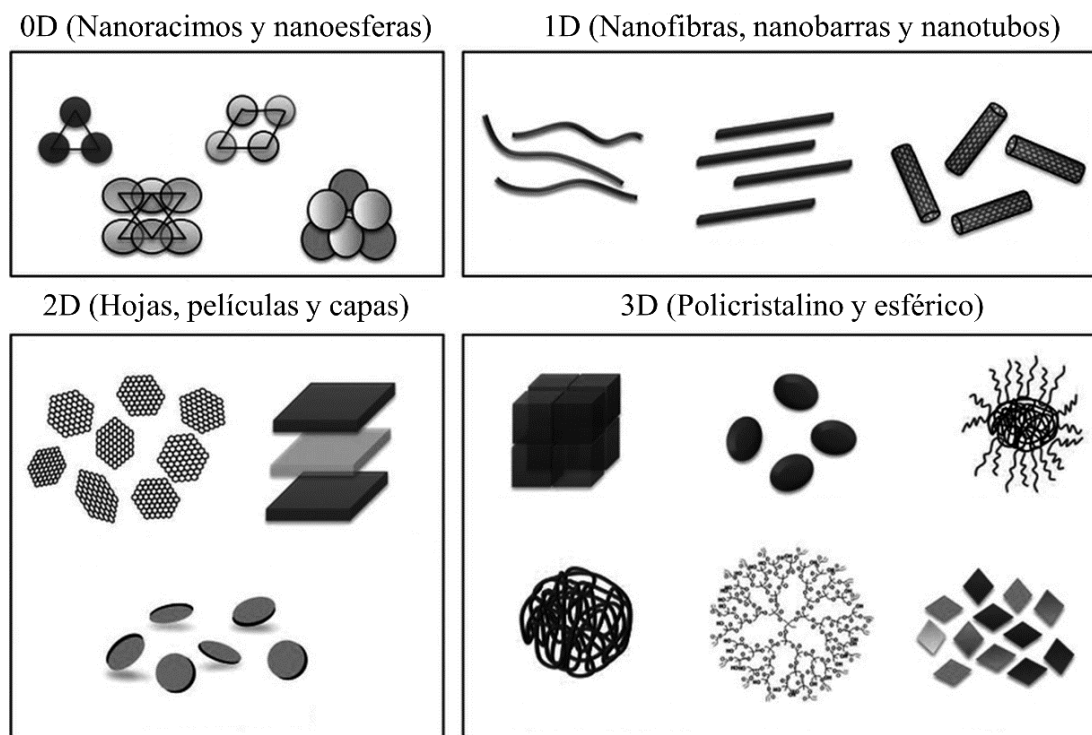 0D (Nanoracimos y nanoesferas)
1D (Nanofibras, nanobarras y nanotubos)
2D (Hojas, películas y capas)
3D (Policristalino y esférico)